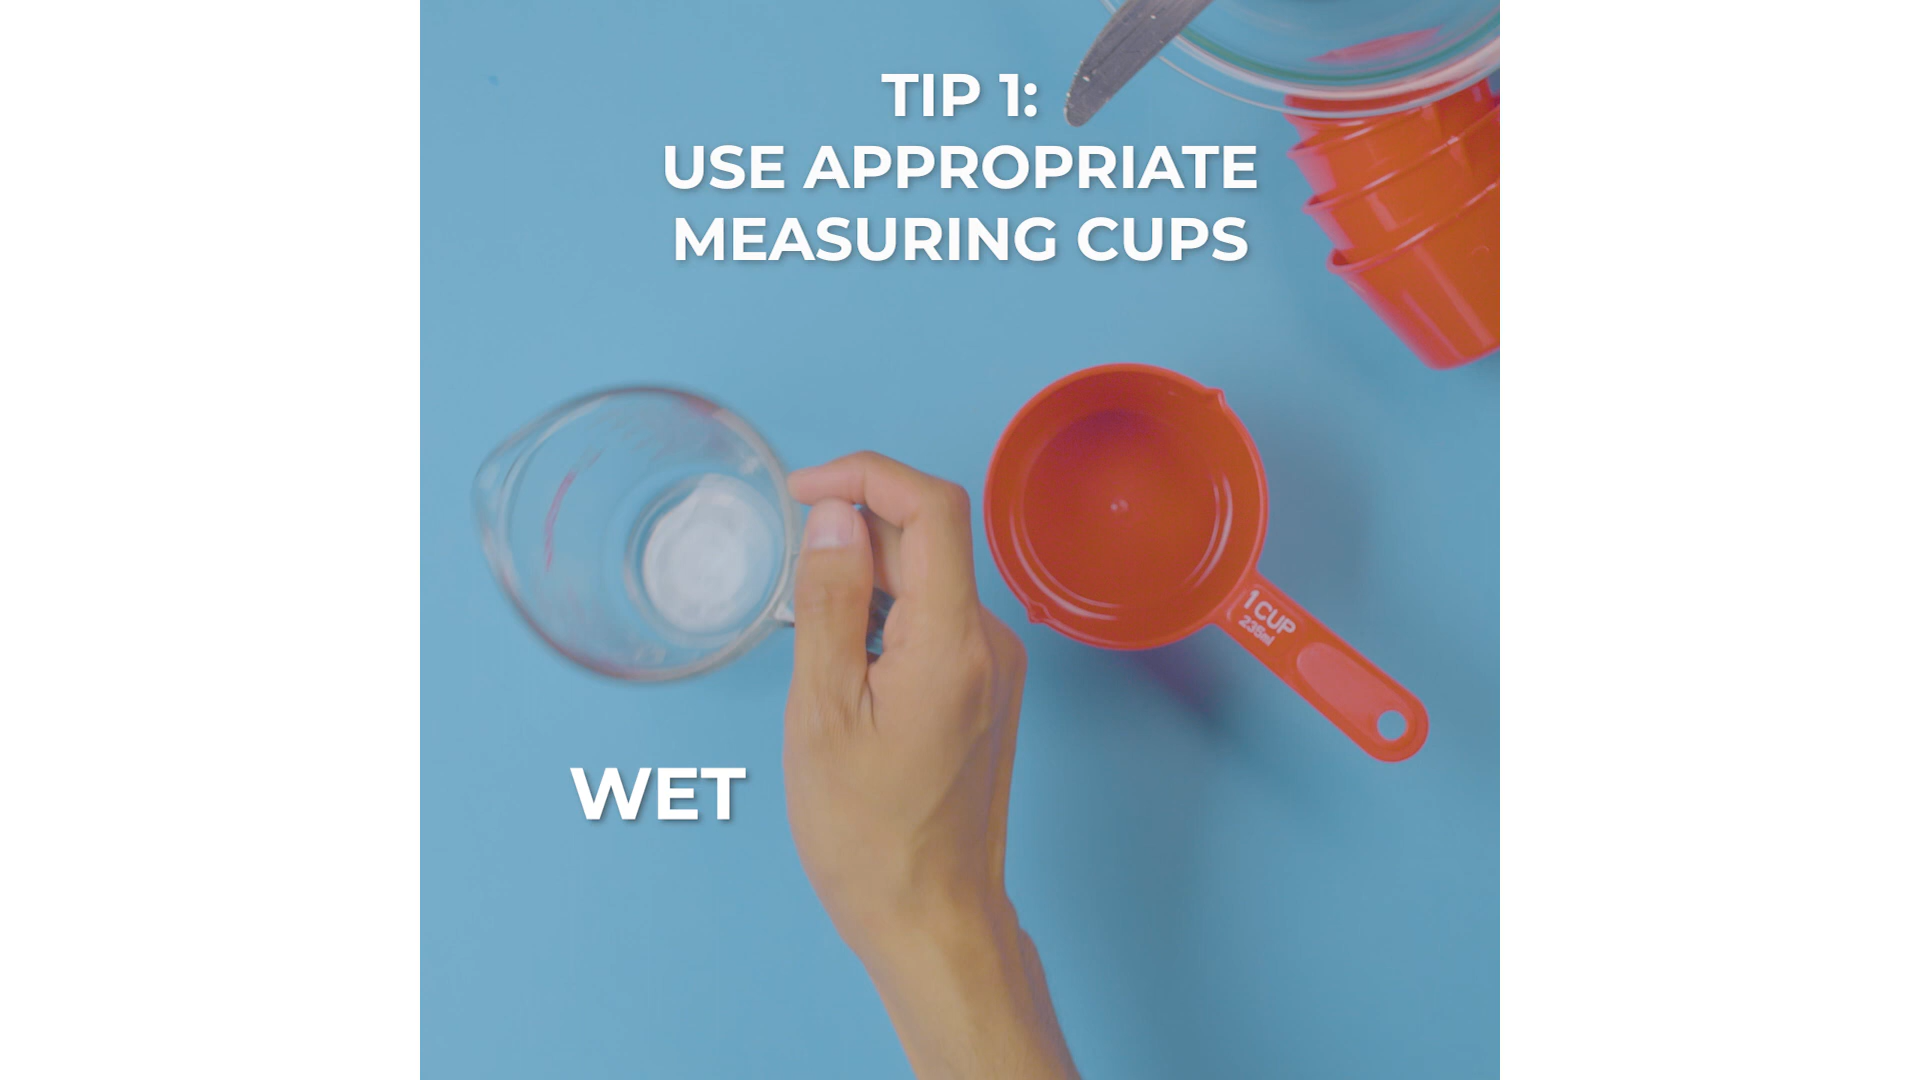 TIP 1:
USE APPROPRIATE
MEASURING CUPS
1 CUP
235ml
WET